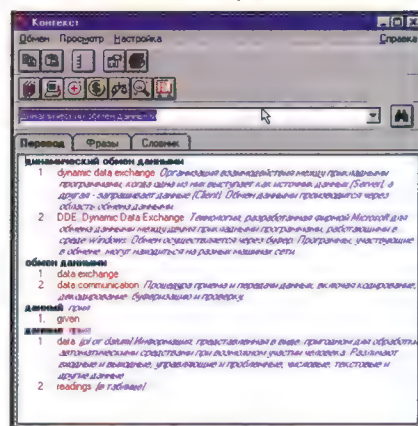 Контекст
Обмен Просмотр Настройка Справка
динамический обмен данными
Перевод Фразы Словник
динамический обмен данными
1 dynamic data exchange Организация взаимодействия между прикладными
программами, когда одна из них выступает как источник данных (Server), а
другая - запрашивает данные (Client). Обмен данными производится через
область обмена данными.
2 DDE. Dynamic Data Exchange Технология, разработанная фирмой Microsoft для
обмена данными между двумя прикладными программами, работающими в
среде windows. Обмен осуществляется через буфер. Программы, участвующие
в обмене, могут находиться на разных машинах сети.
обмен данными
1 data exchange
2 data communication Процедура приема и передачи данных, включая кодирование,
декодирование, буферизацию и проверку.
данный прил
1. given
данные прил
1 data (pl от datum) Информация, представленная в виде, пригодном для обработки
автоматическими средствами при возможном участии человека. Различают
входные и выходные, управляющие и проблемные, числовые, текстовые и
другие данные
2 readings (в таблице)